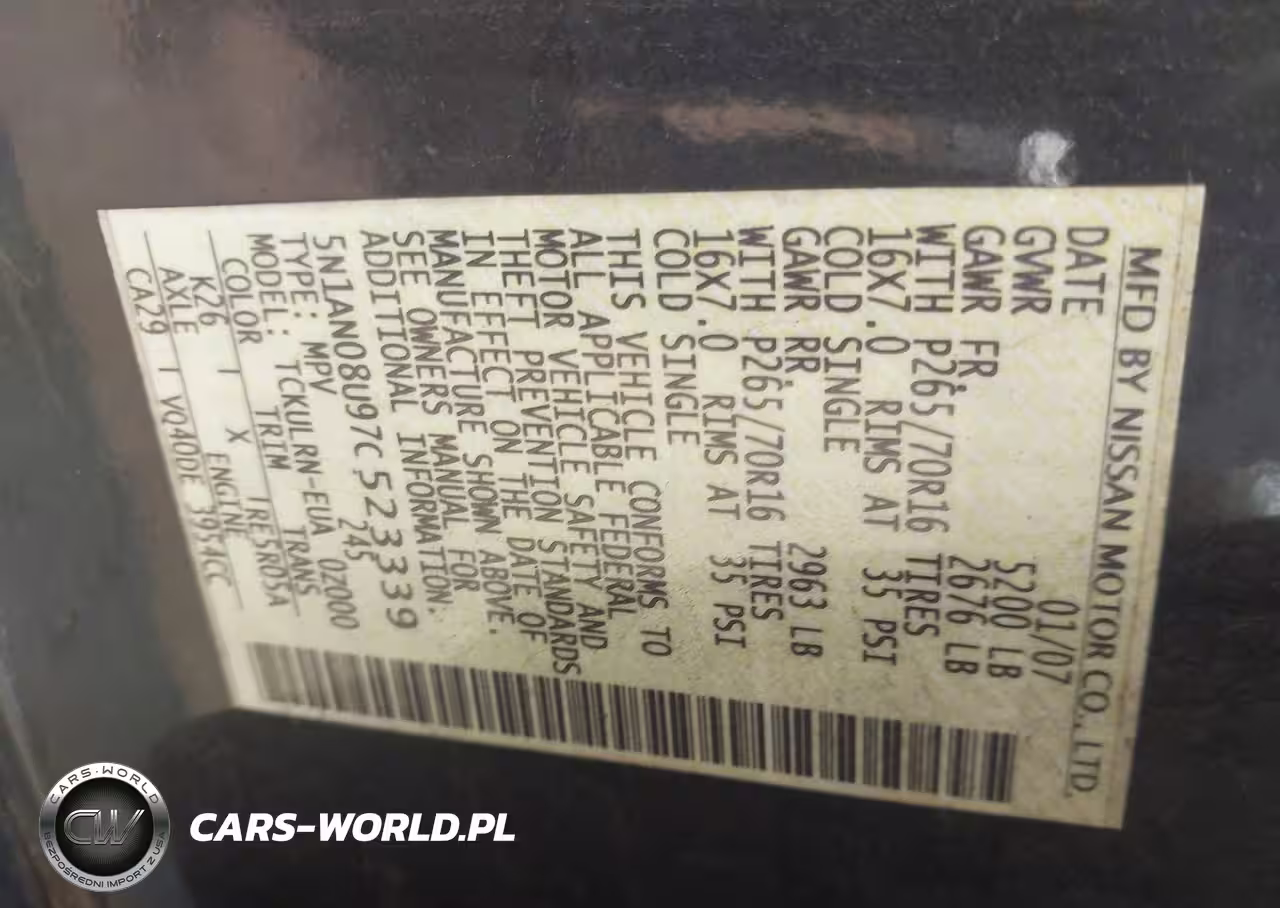 MFD BY NISSAN MOTOR CO., LTD.
DATE 01/07
GVWR 5200 LB
GAWR FR. 2676 LB
WITH P265/70R16 TIRES
16X7.0 RIMS AT 35 PSI
COLD SINGLE
GAWR RR. 2963 LB
WITH P265/70R16 TIRES
16X7.0 RIMS AT 35 PSI
COLD SINGLE
THIS VEHICLE CONFORMS TO
ALL APPLICABLE FEDERAL
MOTOR VEHICLE SAFETY AND
THEFT PREVENTION STANDARDS
IN EFFECT ON THE DATE OF
MANUFACTURE SHOWN ABOVE.
SEE OWNERS MANUAL FOR
ADDITIONAL INFORMATION.
5N1AN08U97C523339
TYPE: MPV 245
MODEL: TCKULRN-EUA 0Z000
COLOR TRIM TRANS
K26 I X RE5R05A
AXLE ENGINE
CA29 I VQ40DE 3954CC
CARS-WORLD
CW
BEZPOŚREDNI IMPORT Z USA
CARS-WORLD.PL